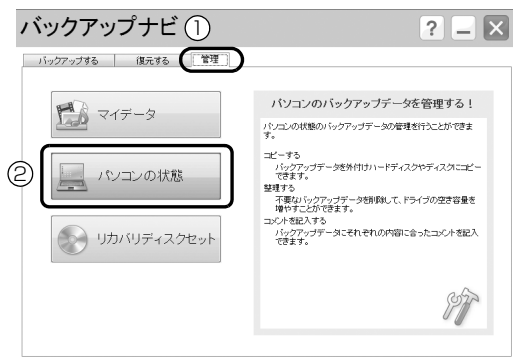 バックアップナビ ①
? － ×
バックアップする 復元する 管理
マイデータ
② パソコンの状態
リカバリディスクセット
パソコンのバックアップデータを管理する！
パソコンの状態のバックアップデータの管理を行うことができま
す。
コピーする
バックアップデータを外付けハードディスクやディスクにコピー
できます。
整理する
不要なバックアップデータを削除して、ドライブの空き容量を
増やすことができます。
コメントを記入する
バックアップデータにそれぞれの内容に合ったコメントを記入
できます。